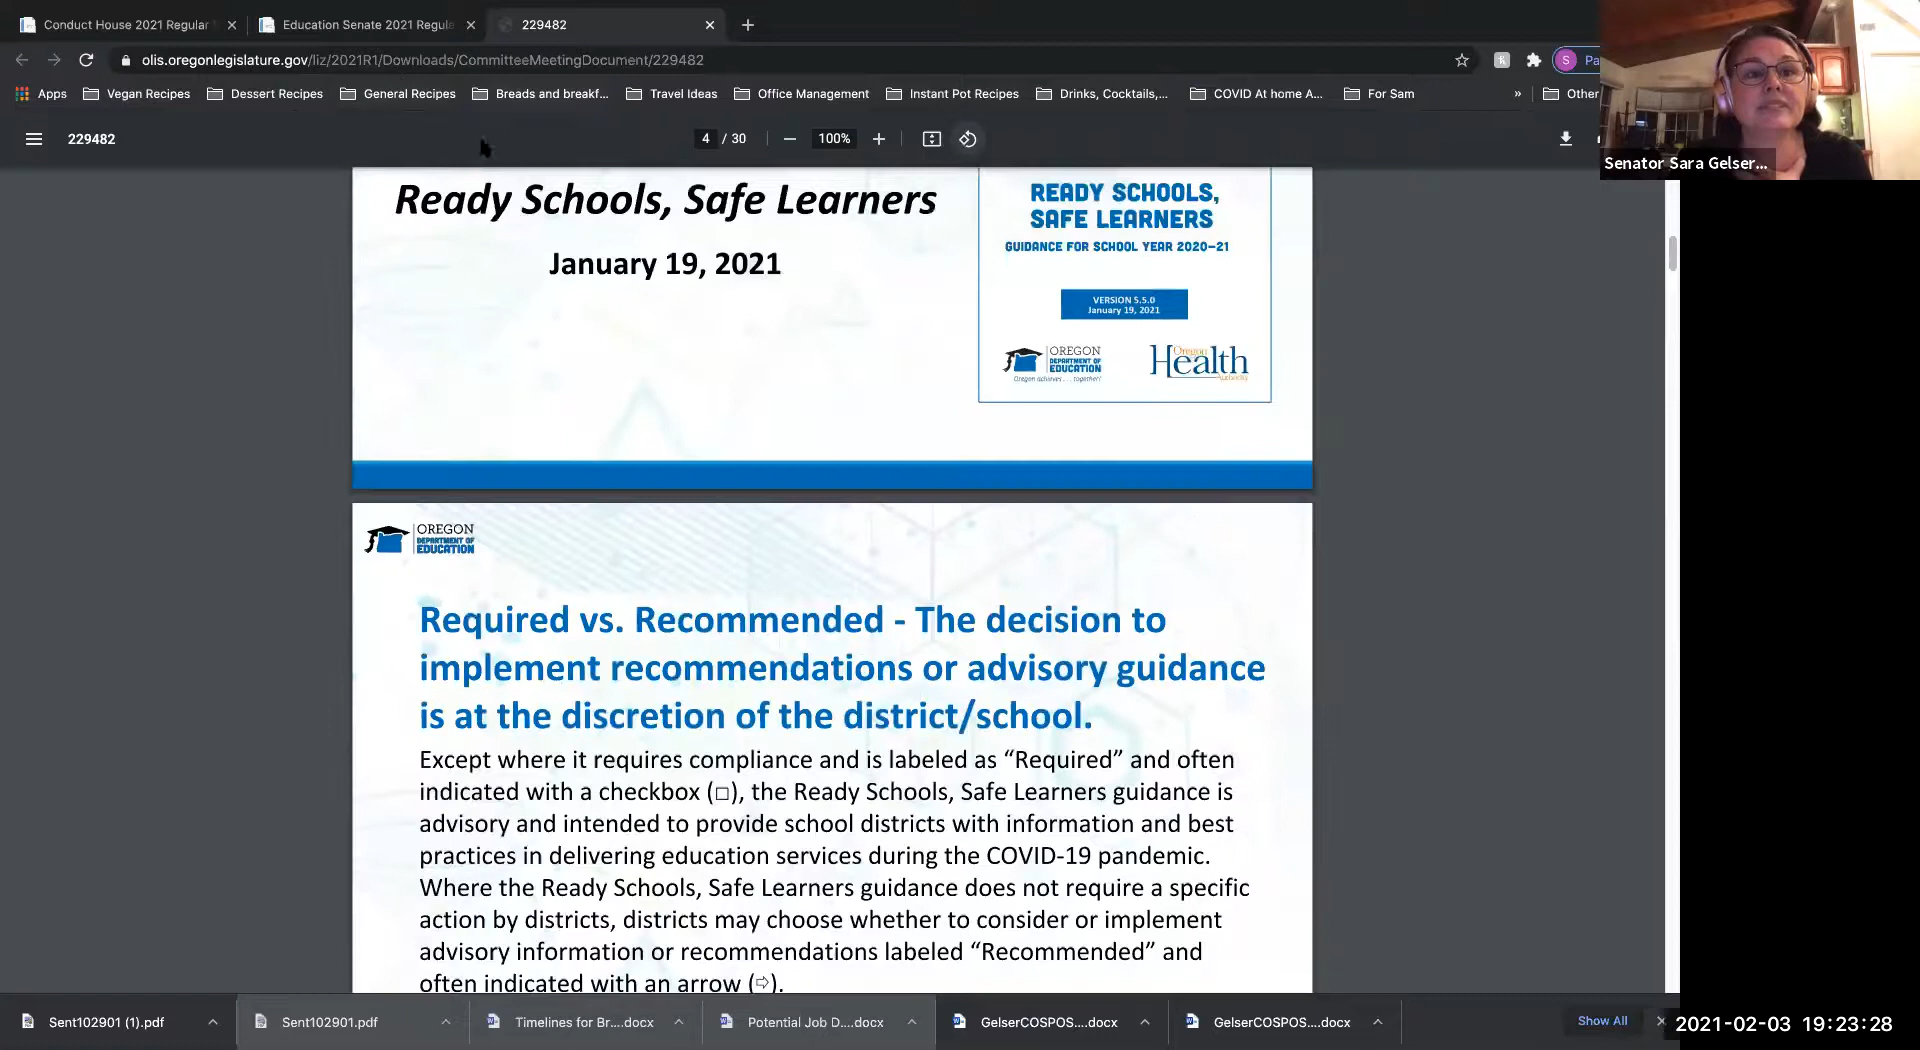 Conduct House 2021 Regular
Education Senate 2021 Regula
229482
olis.oregonlegislature.gov/liz/2021R1/Downloads/CommitteeMeetingDocument/229482
S
Pa
Apps
Vegan Recipes
Dessert Recipes
General Recipes
Breads and breakf...
Travel Ideas
Office Management
Instant Pot Recipes
Drinks, Cocktails,...
COVID At home A...
For Sam
»
Other
229482
4 / 30
100%
Senator Sara Gelser...
Ready Schools, Safe Learners
January 19, 2021
READY SCHOOLS,
SAFE LEARNERS
GUIDANCE FOR SCHOOL YEAR 2020–21
VERSION 5.5.0
January 19, 2021
OREGON
DEPARTMENT OF
EDUCATION
Oregon achieves . . . together!
Oregon
Health
Authority
OREGON
DEPARTMENT OF
EDUCATION
Required vs. Recommended - The decision to
implement recommendations or advisory guidance
is at the discretion of the district/school.
Except where it requires compliance and is labeled as “Required” and often
indicated with a checkbox (□), the Ready Schools, Safe Learners guidance is
advisory and intended to provide school districts with information and best
practices in delivering education services during the COVID-19 pandemic.
Where the Ready Schools, Safe Learners guidance does not require a specific
action by districts, districts may choose whether to consider or implement
advisory information or recommendations labeled “Recommended” and
often indicated with an arrow (⇨).
Sent102901 (1).pdf
Sent102901.pdf
Timelines for Br....docx
Potential Job D....docx
GelserCOSPOS....docx
GelserCOSPOS....docx
Show All
2021-02-03 19:23:28